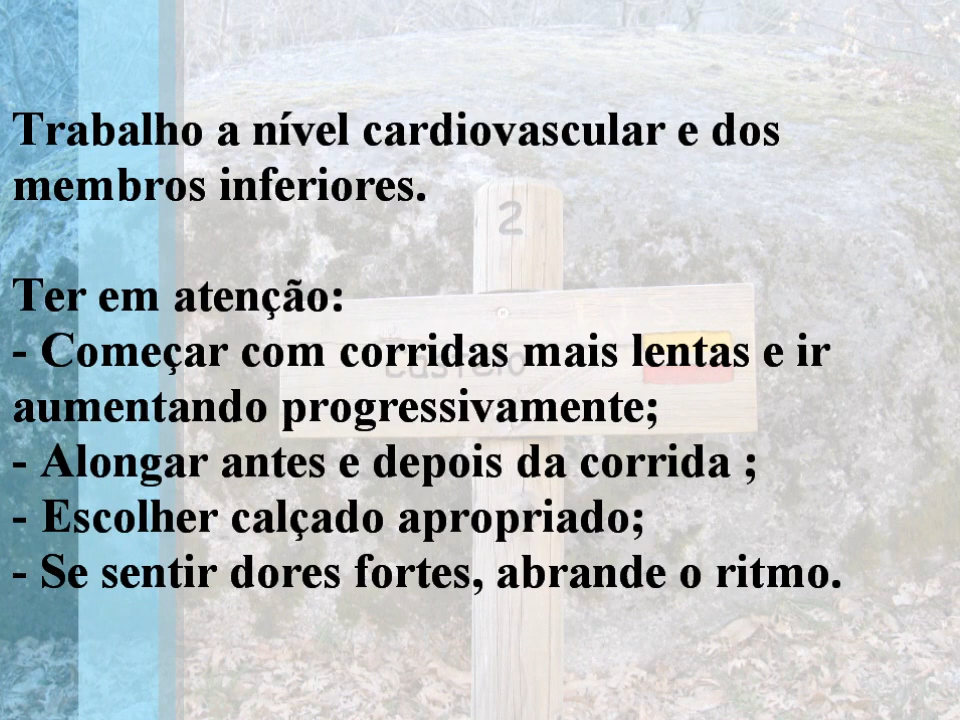 Trabalho a nível cardiovascular e dos
membros inferiores.
Ter em atenção:
- Começar com corridas mais lentas e ir
aumentando progressivamente;
- Alongar antes e depois da corrida ;
- Escolher calçado apropriado;
- Se sentir dores fortes, abrande o ritmo.
2